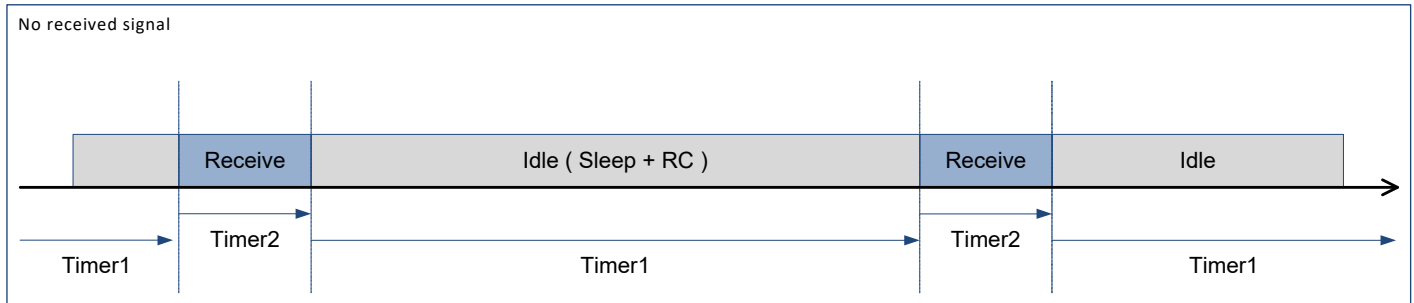 No received signal
Receive
Idle ( Sleep + RC )
Receive
Idle
Timer2
Timer2
Timer1
Timer1
Timer1